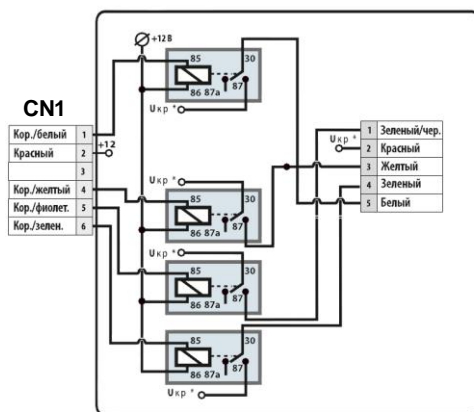 +12 В
85
30
86 87a
87
Uкр *
CN1
Кор./белый 1
Красный 2
+12
3
Кор./желтый 4
Кор./фиолет. 5
Кор./зелен. 6
1 Зеленый/чер.
Uкр *
2 Красный
3 Желтый
4 Зеленый
5 Белый
Uкр *
85
30
86 87a
87
Uкр *
85
30
86 87a
87
85
30
86 87a
87
Uкр *